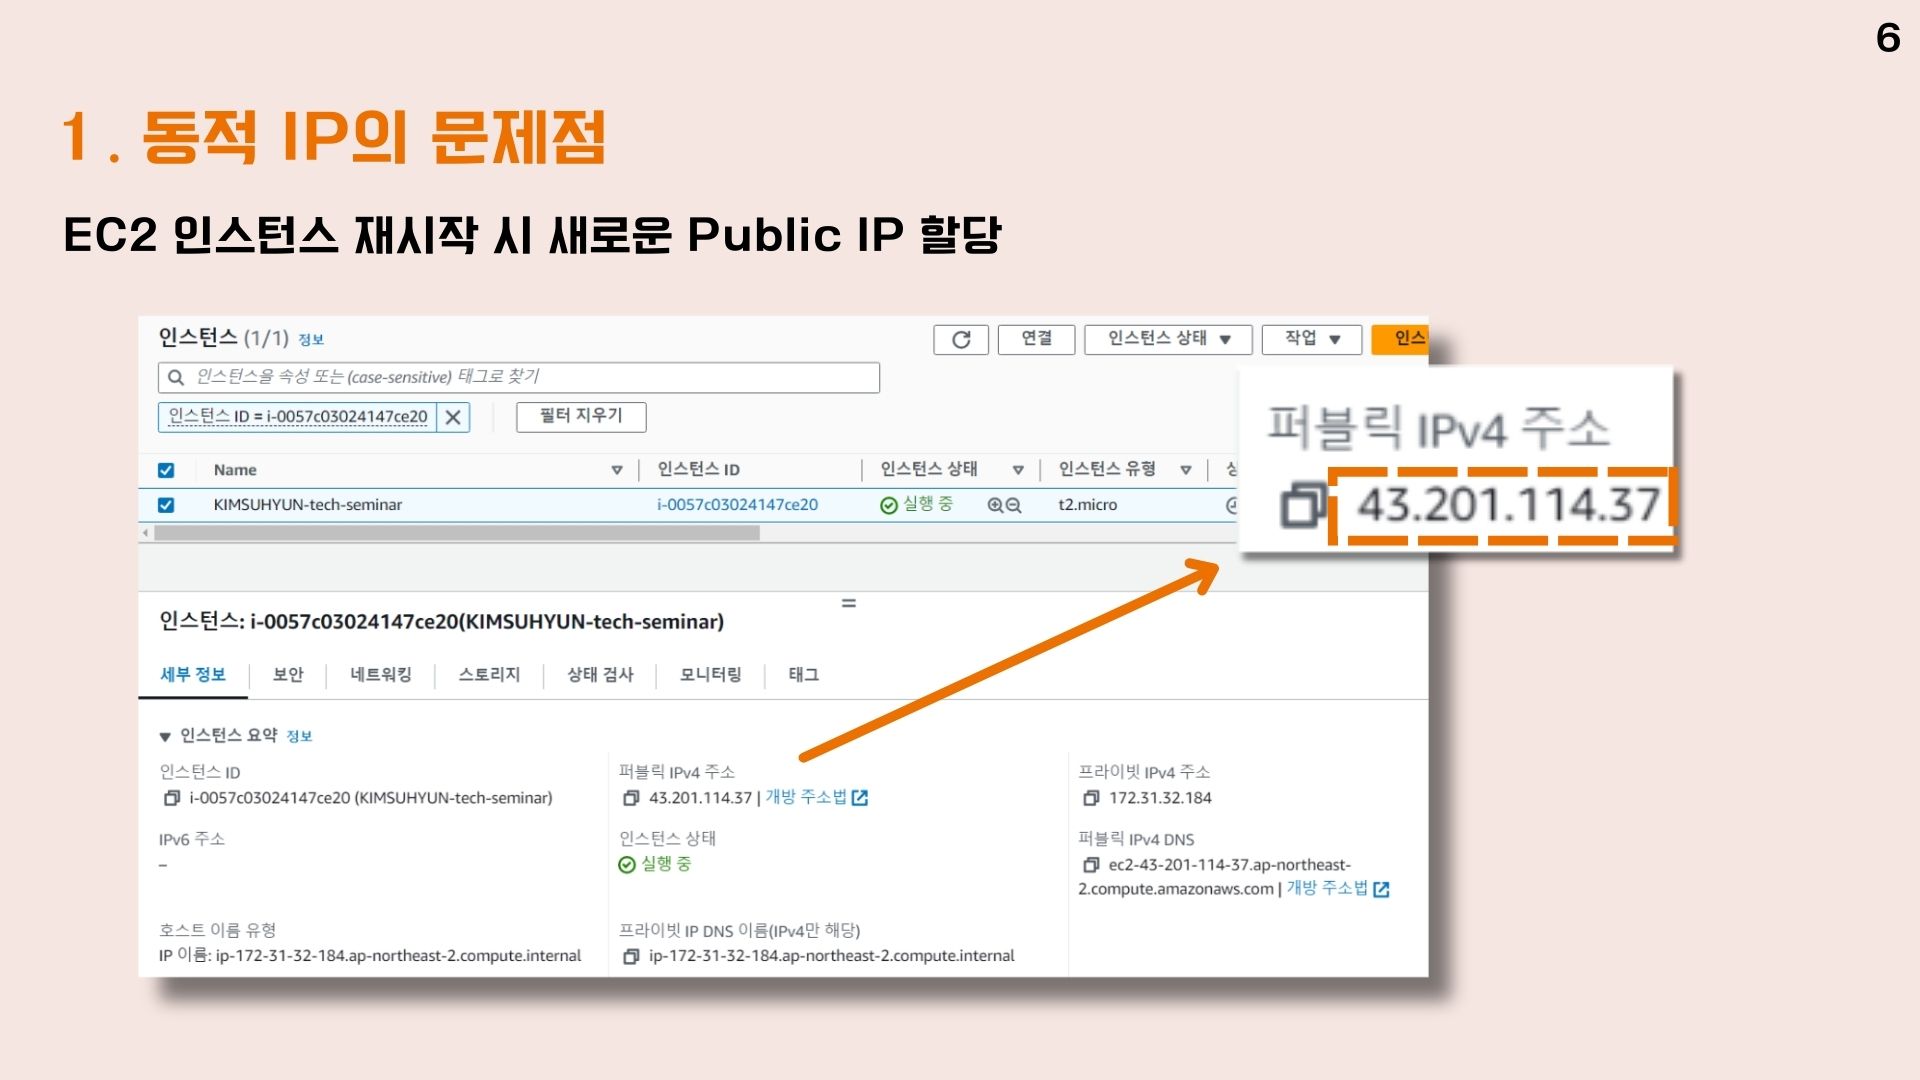 6
1. 동적 IP의 문제점
EC2 인스턴스 재시작 시 새로운 Public IP 할당
인스턴스 (1/1) 정보
연결
인스턴스 상태
작업
인스
인스턴스을 속성 또는 (case-sensitive) 태그로 찾기
인스턴스 ID = i-0057c03024147ce20
필터 지우기
Name 인스턴스 ID 인스턴스 상태 인스턴스 유형
KIMSUHYUN-tech-seminar i-0057c03024147ce20 실행 중 t2.micro
퍼블릭 IPv4 주소
43.201.114.37
인스턴스: i-0057c03024147ce20(KIMSUHYUN-tech-seminar)
세부 정보 보안 네트워킹 스토리지 상태 검사 모니터링 태그
인스턴스 요약 정보
인스턴스 ID
i-0057c03024147ce20 (KIMSUHYUN-tech-seminar)
퍼블릭 IPv4 주소
43.201.114.37 | 개방 주소법
프라이빗 IPv4 주소
172.31.32.184
IPv6 주소
–
인스턴스 상태
실행 중
퍼블릭 IPv4 DNS
ec2-43-201-114-37.ap-northeast-
2.compute.amazonaws.com | 개방 주소법
호스트 이름 유형
IP 이름: ip-172-31-32-184.ap-northeast-2.compute.internal
프라이빗 IP DNS 이름(IPv4만 해당)
ip-172-31-32-184.ap-northeast-2.compute.internal